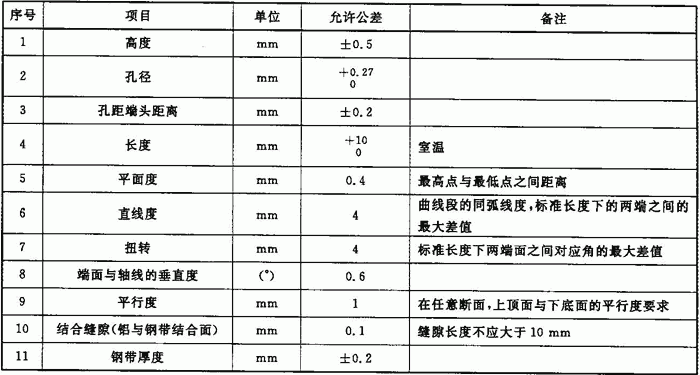 序号 项目 单位 允许公差 备注
1 高度 mm ±0.5
2 孔径 mm +0.27
0
3 孔距端头距离 mm ±0.2
4 长度 mm +10
0 室温
5 平面度 mm 0.4 最高点与最低点之间距离
6 直线度 mm 4 曲线段的同弧线度,标准长度下的两端之间的
最大差值
7 扭转 mm 4 标准长度下两端面之间对应角的最大差值
8 端面与轴线的垂直度 (°) 0.6
9 平行度 mm 1 在任意断面,上顶面与下底面的平行度要求
10 结合缝隙(铝与钢带结合面) mm 0.1 缝隙长度不应大于10 mm
11 钢带厚度 mm ±0.2